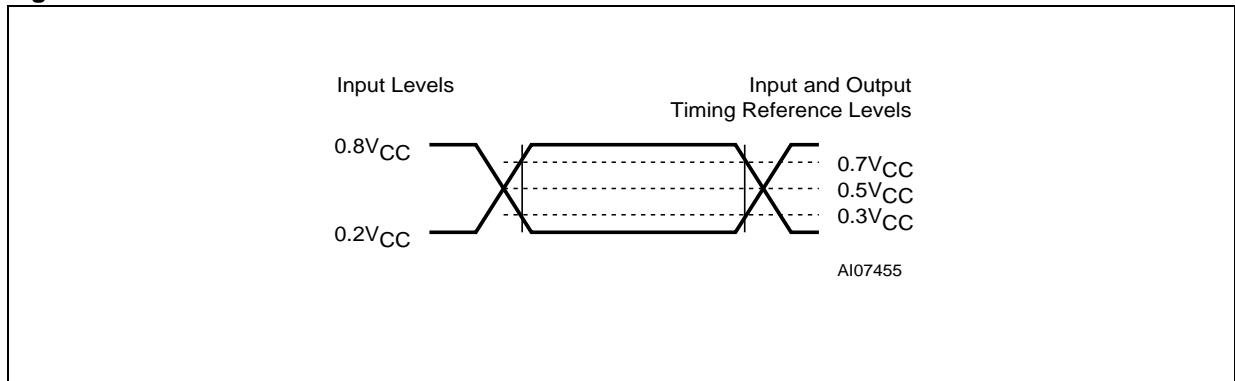 Input Levels
Input and Output
Timing Reference Levels
0.8VCC
0.7VCC
0.5VCC
0.3VCC
0.2VCC
AI07455